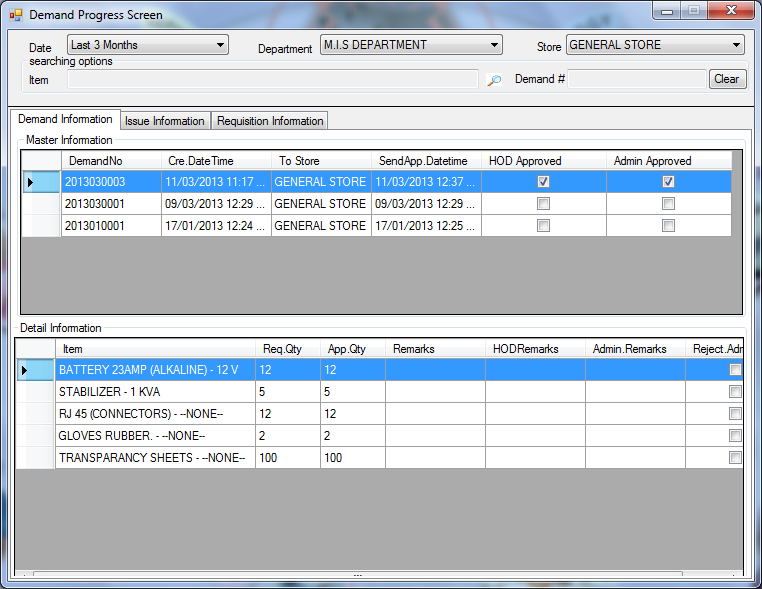 Demand Progress Screen
Date Last 3 Months Department M.I.S DEPARTMENT Store GENERAL STORE
searching options
Item Demand # Clear
Demand Information Issue Information Requisition Information
Master Information
DemandNo Cre.DateTime To Store SendApp.Datetime HOD Approved Admin Approved
2013030003 11/03/2013 11:17 ... GENERAL STORE 11/03/2013 12:37 ...
2013030001 09/03/2013 12:29 ... GENERAL STORE 09/03/2013 12:29 ...
2013010001 17/01/2013 12:24 ... GENERAL STORE 17/01/2013 12:25 ...
Detail Information
Item Req.Qty App.Qty Remarks HODRemarks Admin.Remarks Reject.Adr
BATTERY 23AMP (ALKALINE) - 12 V 12 12
STABILIZER - 1 KVA 5 5
RJ 45 (CONNECTORS) - --NONE-- 12 12
GLOVES RUBBER. - --NONE-- 2 2
TRANSPARANCY SHEETS - --NONE-- 100 100